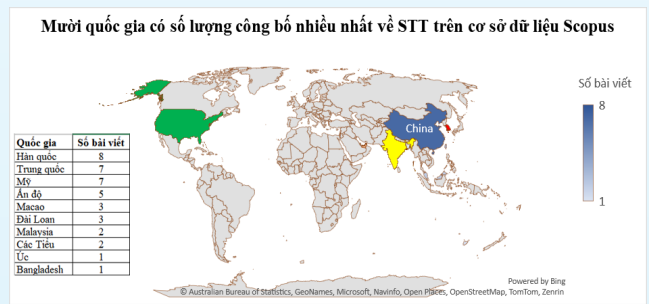 Mười quốc gia có số lượng công bố nhiều nhất về STT trên cơ sở dữ liệu Scopus
Số bài viết
8
1
China
Quốc gia Số bài viết
Hàn quốc 8
Trung quốc 7
Mỹ 7
Ấn độ 5
Macao 3
Đài Loan 3
Malaysia 2
Các Tiểu 2
Úc 1
Bangladesh 1
Powered by Bing
© Australian Bureau of Statistics, GeoNames, Microsoft, Navinfo, Open Places, OpenStreetMap, TomTom, Zenrin